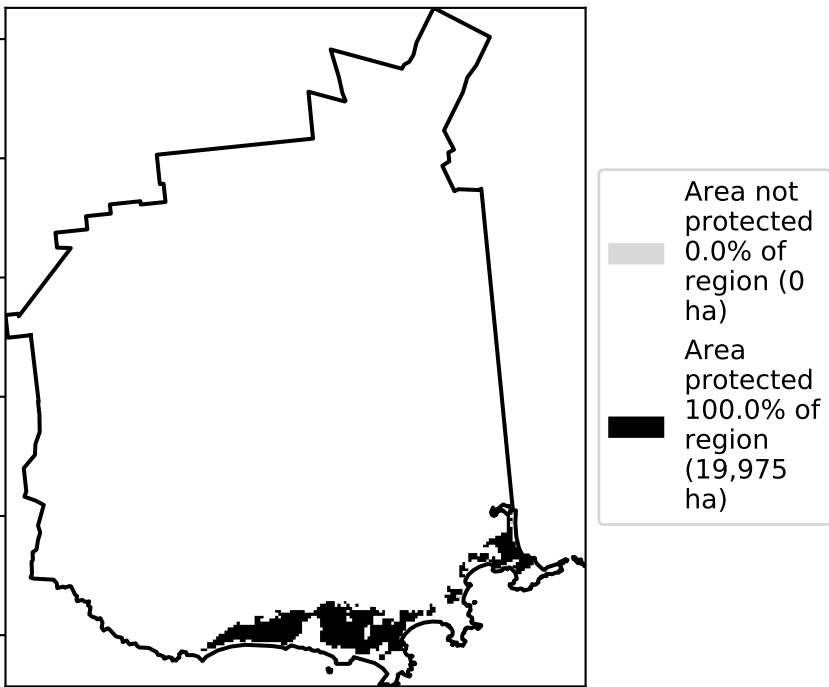 Area not
protected
0.0% of
region (0
ha)
Area
protected
100.0% of
region
(19,975
ha)